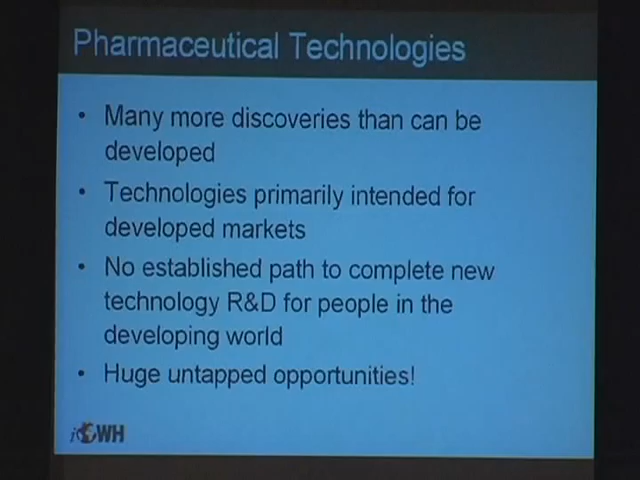 Pharmaceutical Technologies
• Many more discoveries than can be
developed
• Technologies primarily intended for
developed markets
• No established path to complete new
technology R&D for people in the
developing world
• Huge untapped opportunities!
iOWH